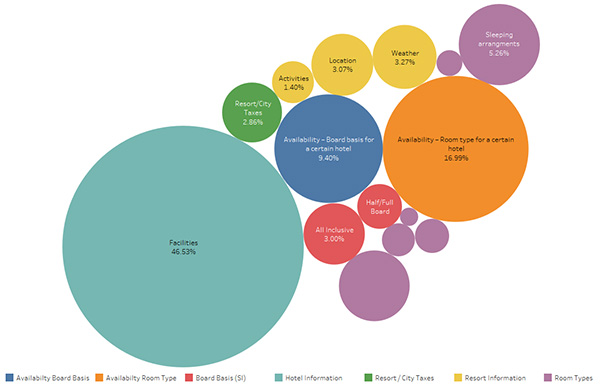 Sleeping
arrangments
5.26%
Weather
3.27%
Location
3.07%
Activities
1.40%
Resort/City
Taxes
2.86%
Availability – Board basis for
a certain hotel
9.40%
Availability – Room type for a certain
hotel
16.99%
Half/Full
Board
All Inclusive
3.00%
Facilities
46.53%
Availabilty Board Basis
Availabilty Room Type
Board Basis (SI)
Hotel Information
Resort / City Taxes
Resort Information
Room Types